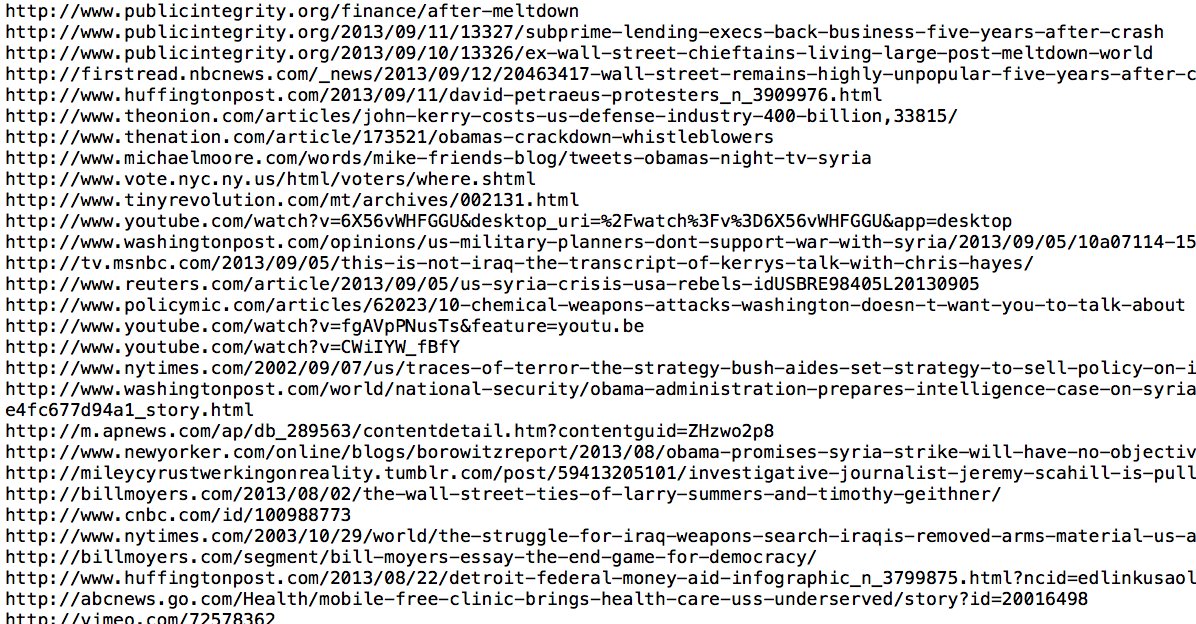 http://www.publicintegrity.org/finance/after-meltdown
http://www.publicintegrity.org/2013/09/11/13327/subprime-lending-execs-back-business-five-years-after-crash
http://www.publicintegrity.org/2013/09/10/13326/ex-wall-street-chieftains-living-large-post-meltdown-world
http://firstread.nbcnews.com/_news/2013/09/12/20463417-wall-street-remains-highly-unpopular-five-years-after-c
http://www.huffingtonpost.com/2013/09/11/david-petraeus-protesters_n_3909976.html
http://www.theonion.com/articles/john-kerry-costs-us-defense-industry-400-billion,33815/
http://www.thenation.com/article/173521/obamas-crackdown-whistleblowers
http://www.michaelmoore.com/words/mike-friends-blog/tweets-obamas-night-tv-syria
http://www.vote.nyc.ny.us/html/voters/where.shtml
http://www.tinyrevolution.com/mt/archives/002131.html
http://www.youtube.com/watch?v=6X56vWHFGGU&desktop_uri=%2Fwatch%3Fv%3D6X56vWHFGGU&app=desktop
http://www.washingtonpost.com/opinions/us-military-planners-dont-support-war-with-syria/2013/09/05/10a07114-15
http://tv.msnbc.com/2013/09/05/this-is-not-iraq-the-transcript-of-kerrys-talk-with-chris-hayes/
http://www.reuters.com/article/2013/09/05/us-syria-crisis-usa-rebels-idUSBRE98405L20130905
http://www.policymic.com/articles/62023/10-chemical-weapons-attacks-washington-doesn-t-want-you-to-talk-about
http://www.youtube.com/watch?v=fgAVpPNusTs&feature=youtu.be
http://www.youtube.com/watch?v=CWiIYW_fBfY
http://www.nytimes.com/2002/09/07/us/traces-of-terror-the-strategy-bush-aides-set-strategy-to-sell-policy-on-i
http://www.washingtonpost.com/world/national-security/obama-administration-prepares-intelligence-case-on-syria
e4fc677d94a1_story.html
http://m.apnews.com/ap/db_289563/contentdetail.htm?contentguid=ZHzwo2p8
http://www.newyorker.com/online/blogs/borowitzreport/2013/08/obama-promises-syria-strike-will-have-no-objectiv
http://mileycyrustwerkingonreality.tumblr.com/post/59413205101/investigative-journalist-jeremy-scahill-is-pull
http://billmoyers.com/2013/08/02/the-wall-street-ties-of-larry-summers-and-timothy-geithner/
http://www.cnbc.com/id/100988773
http://www.nytimes.com/2003/10/29/world/the-struggle-for-iraq-weapons-search-iraqis-removed-arms-material-us-a
http://billmoyers.com/segment/bill-moyers-essay-the-end-game-for-democracy/
http://www.huffingtonpost.com/2013/08/22/detroit-federal-money-aid-infographic_n_3799875.html?ncid=edlinkusaol
http://abcnews.go.com/Health/mobile-free-clinic-brings-health-care-uss-underserved/story?id=20016498
http://vimeo.com/72578362